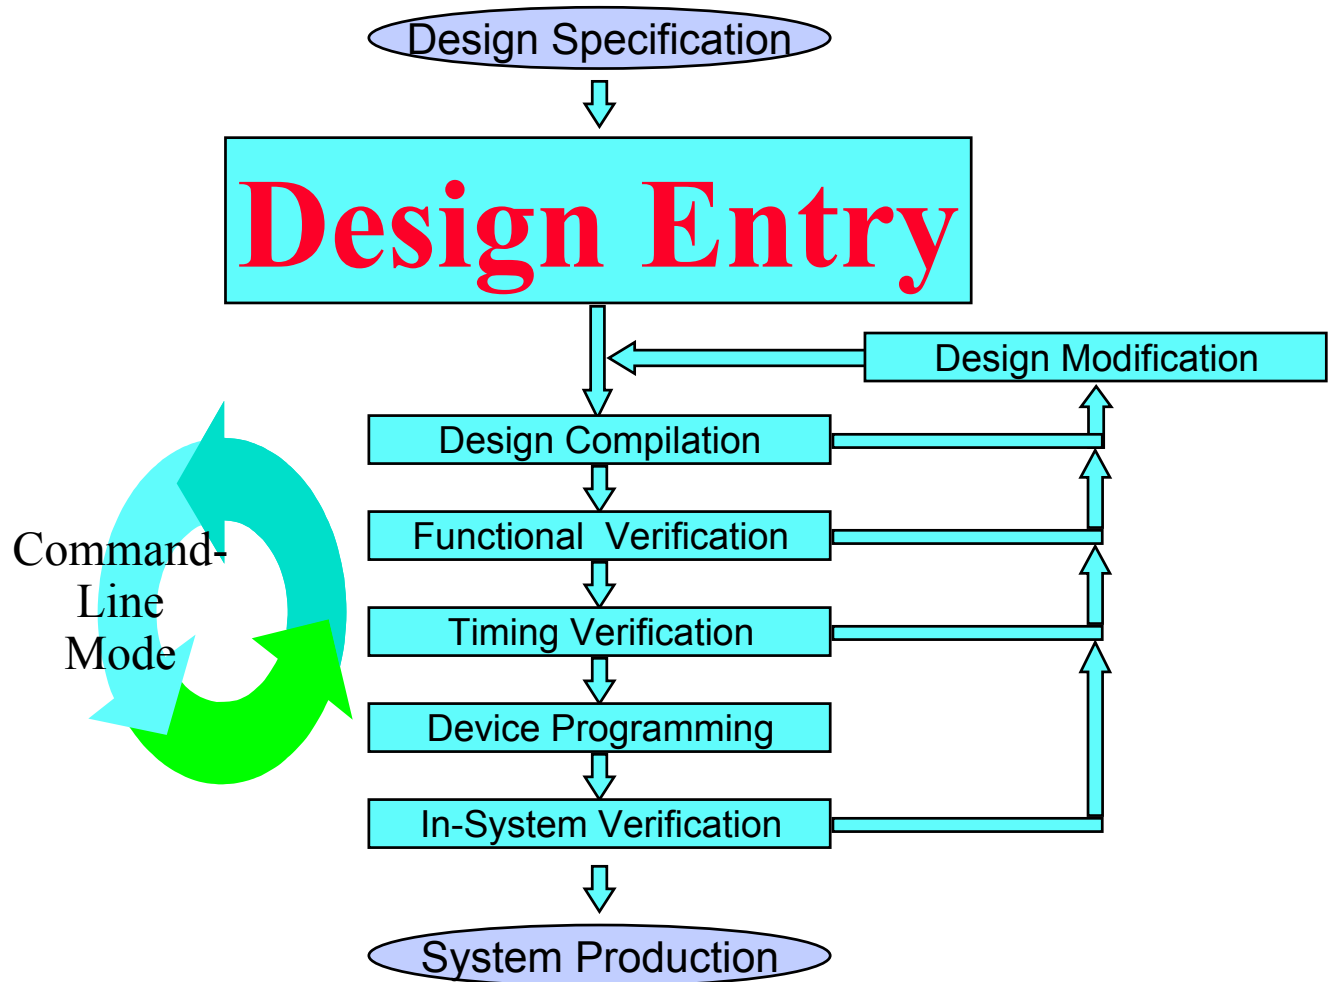 Design Specification
Design Entry
Design Modification
Design Compilation
Functional Verification
Command-
Line
Mode
Timing Verification
Device Programming
In-System Verification
System Production